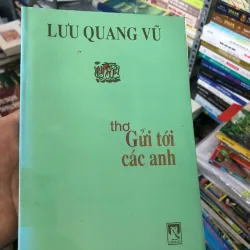 LƯU QUANG VŨ
thơ
Gửi tới
các anh